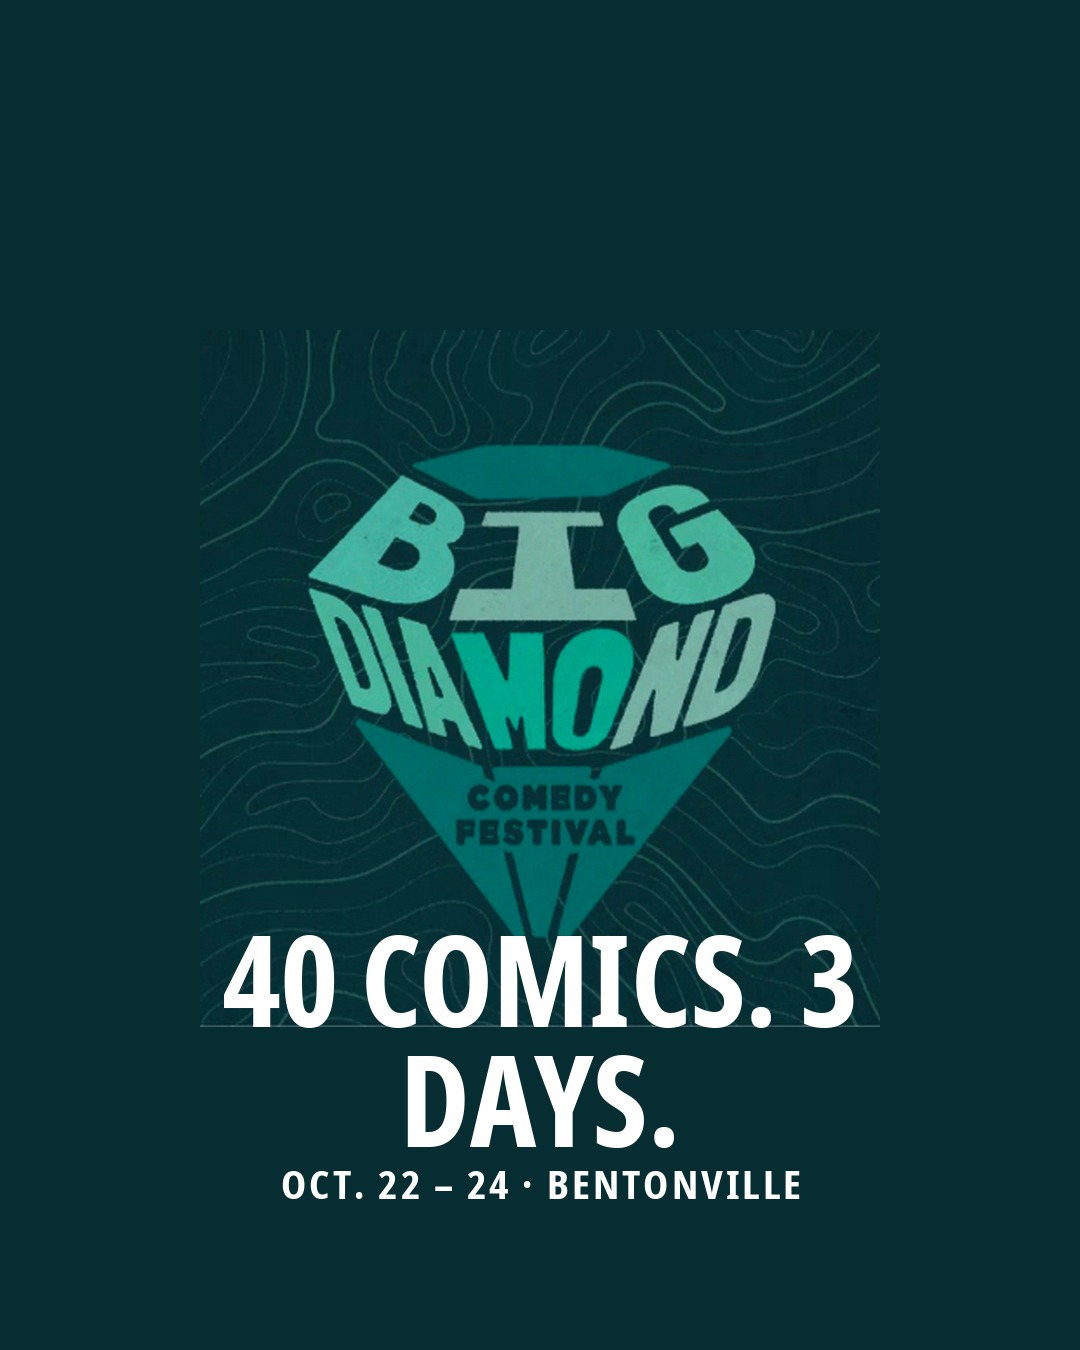 BIG
DIAMOND
COMEDY
FESTIVAL
40 COMICS. 3
DAYS.
OCT. 22 – 24 · BENTONVILLE